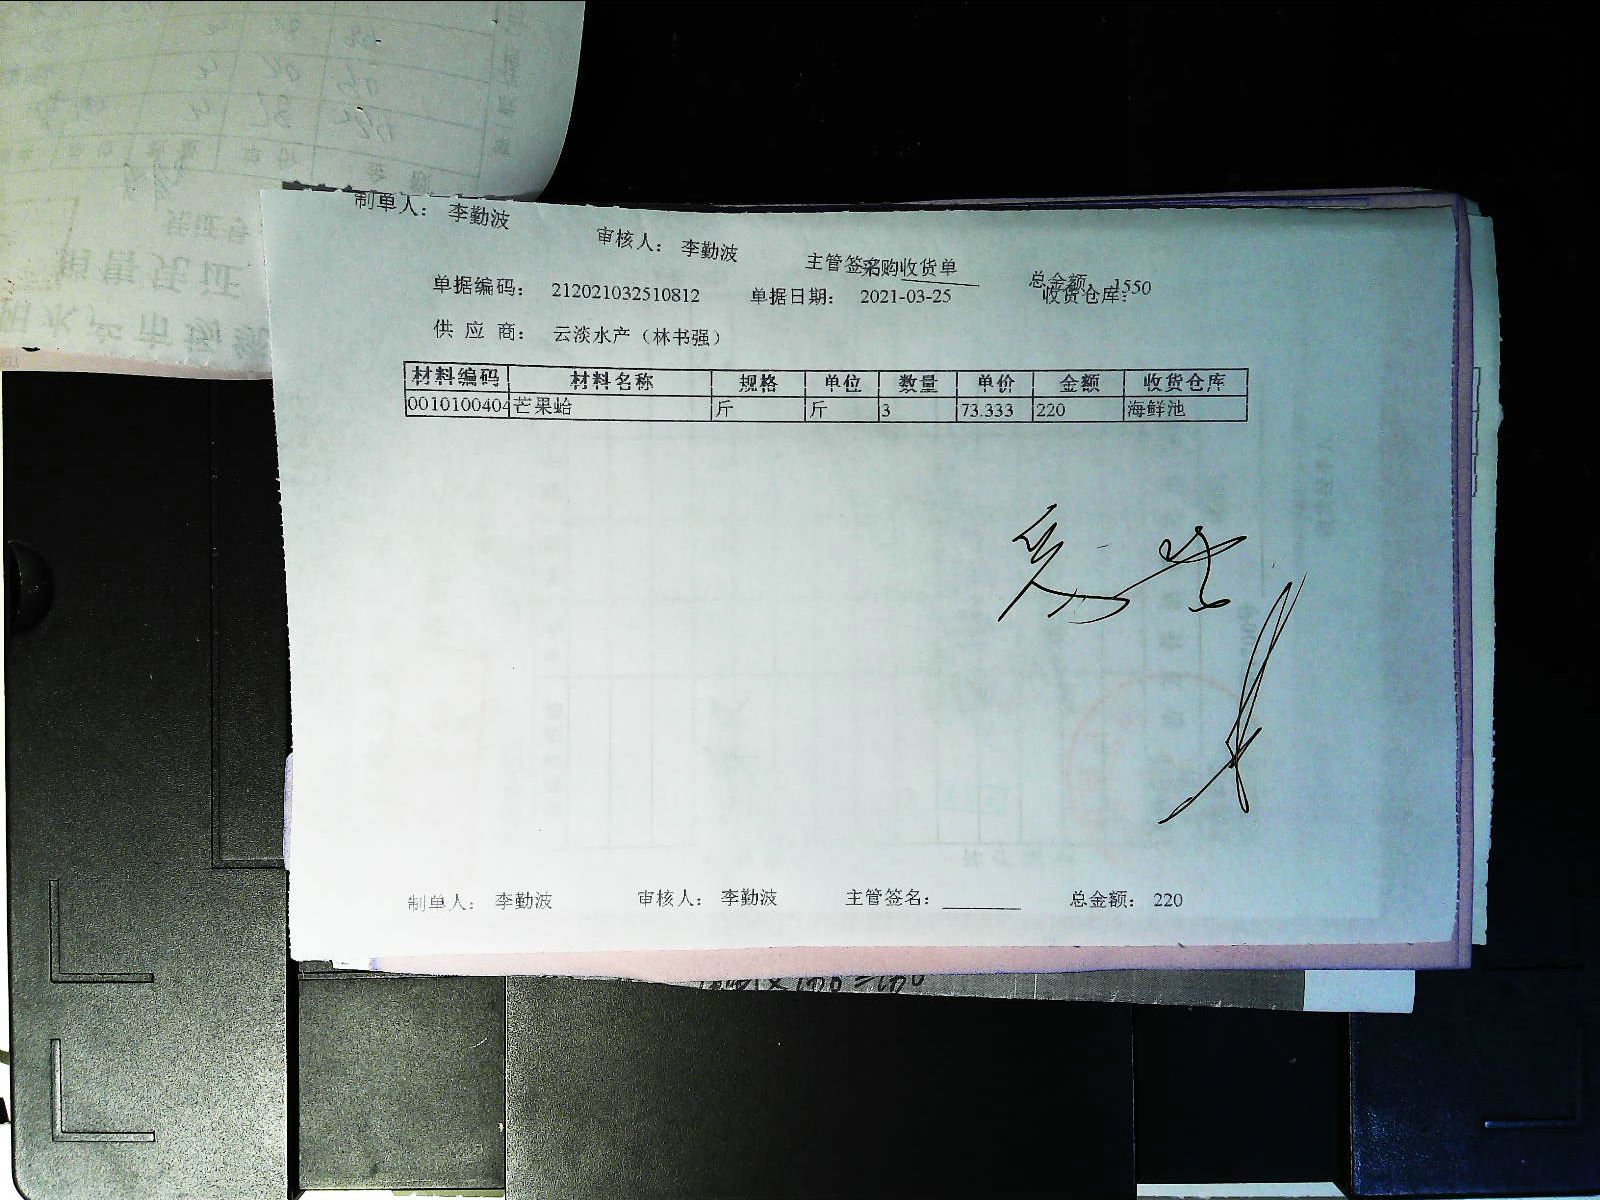 制单人： 李勤波 审核人： 李勤波 主管签名 总金额： 1550
采购收货单
单据编码： 212021032510812 单据日期： 2021-03-25 收货仓库：
供 应 商： 云淡水产（林书强）
材料编码 材料名称 规格 单位 数量 单价 金额 收货仓库
0010100404 芒果蛤 斤 斤 3 73.333 220 海鲜池
制单人： 李勤波 审核人： 李勤波 主管签名： 总金额： 220